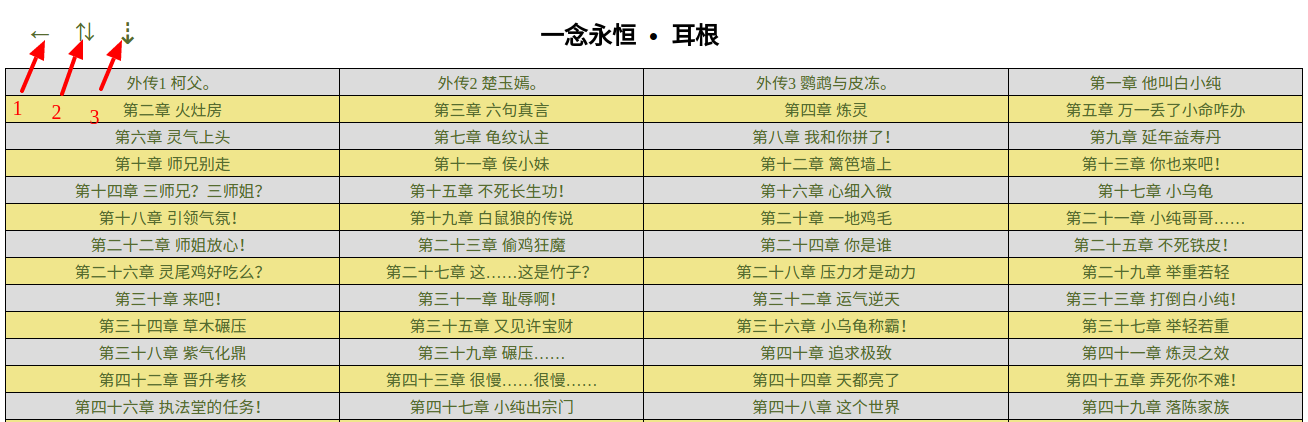 ← ⇅ ⇣ 一念永恒 • 耳根
1 2 3
外传1 柯父。 外传2 楚玉嫣。 外传3 鹦鹉与皮冻。 第一章 他叫白小纯
第二章 火灶房 第三章 六句真言 第四章 炼灵 第五章 万一丢了小命咋办
第六章 灵气上头 第七章 龟纹认主 第八章 我和你拼了！ 第九章 延年益寿丹
第十章 师兄别走 第十一章 侯小妹 第十二章 篱笆墙上 第十三章 你也来吧！
第十四章 三师兄？三师姐？ 第十五章 不死长生功！ 第十六章 心细入微 第十七章 小乌龟
第十八章 引领气氛！ 第十九章 白鼠狼的传说 第二十章 一地鸡毛 第二十一章 小纯哥哥……
第二十二章 师姐放心！ 第二十三章 偷鸡狂魔 第二十四章 你是谁 第二十五章 不死铁皮！
第二十六章 灵尾鸡好吃么？ 第二十七章 这……这是竹子？ 第二十八章 压力才是动力 第二十九章 举重若轻
第三十章 来吧！ 第三十一章 耻辱啊！ 第三十二章 运气逆天 第三十三章 打倒白小纯！
第三十四章 草木碾压 第三十五章 又见许宝财 第三十六章 小乌龟称霸！ 第三十七章 举轻若重
第三十八章 紫气化鼎 第三十九章 碾压…… 第四十章 追求极致 第四十一章 炼灵之效
第四十二章 晋升考核 第四十三章 很慢……很慢…… 第四十四章 天都亮了 第四十五章 弄死你不难！
第四十六章 执法堂的任务！ 第四十七章 小纯出宗门 第四十八章 这个世界 第四十九章 落陈家族